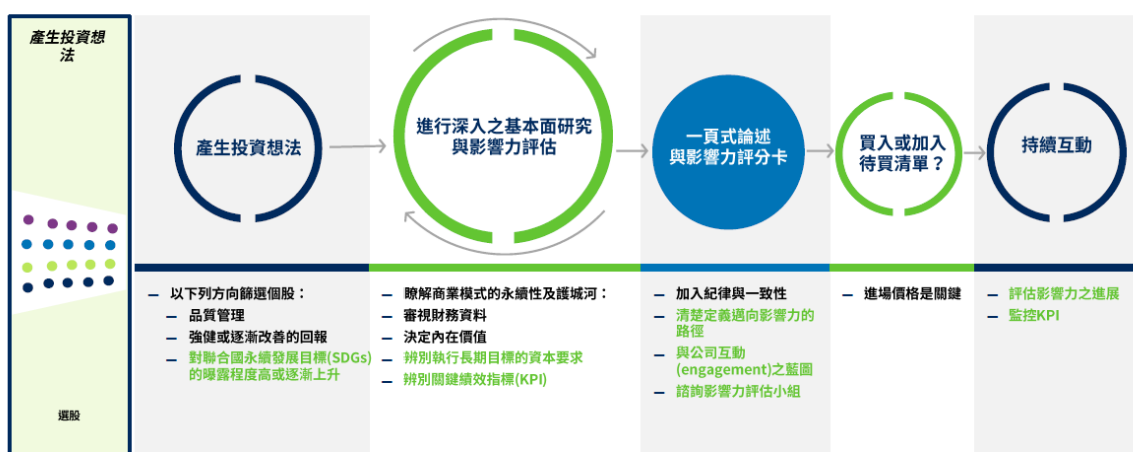 產生投資想
法
選股
產生投資想法
進行深入之基本面研究
與影響力評估
一頁式論述
與影響力評分卡
買入或加入
待買清單？
持續互動
– 以下列方向篩選個股：
– 品質管理
– 強健或逐漸改善的回報
– 對聯合國永續發展目標(SDGs)
的曝露程度高或逐漸上升
– 瞭解商業模式的永續性及護城河：
– 審視財務資料
– 決定內在價值
– 辨別執行長期目標的資本要求
– 辨別關鍵績效指標(KPI)
– 加入紀律與一致性
– 清楚定義邁向影響力的
路徑
– 與公司互動
(engagement)之藍圖
– 諮詢影響力評估小組
– 進場價格是關鍵
– 評估影響力之進展
– 監控KPI